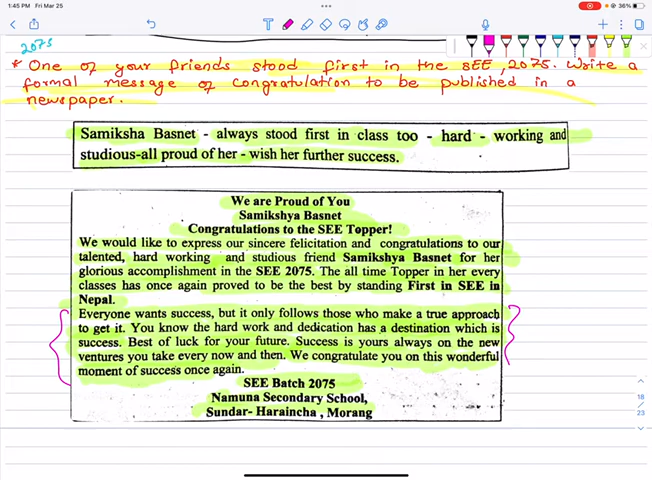 1:45 PM Fri Mar 25
36%
2075
* One of your friends stood first in the SEE, 2075. Write a
formal message of congratulation to be published in a
newspaper.
Samiksha Basnet - always stood first in class too - hard - working and
studious-all proud of her - wish her further success.
We are Proud of You
Samikshya Basnet
Congratulations to the SEE Topper!
We would like to express our sincere felicitation and congratulations to our
talented, hard working and studious friend Samikshya Basnet for her
glorious accomplishment in the SEE 2075. The all time Topper in her every
classes has once again proved to be the best by standing First in SEE in
Nepal.
Everyone wants success, but it only follows those who make a true approach
to get it. You know the hard work and dedication has a destination which is
success. Best of luck for your future. Success is yours always on the new
ventures you take every now and then. We congratulate you on this wonderful
moment of success once again.
SEE Batch 2075
Namuna Secondary School,
Sundar- Haraincha , Morang
18
23